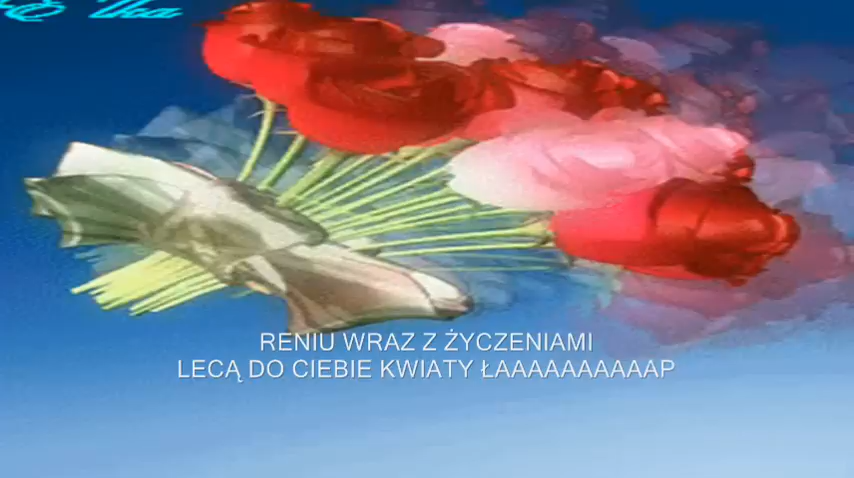 RENIU WRAZ Z ŻYCZENIAMI
LECĄ DO CIEBIE KWIATY ŁAAAAAAAAAAP